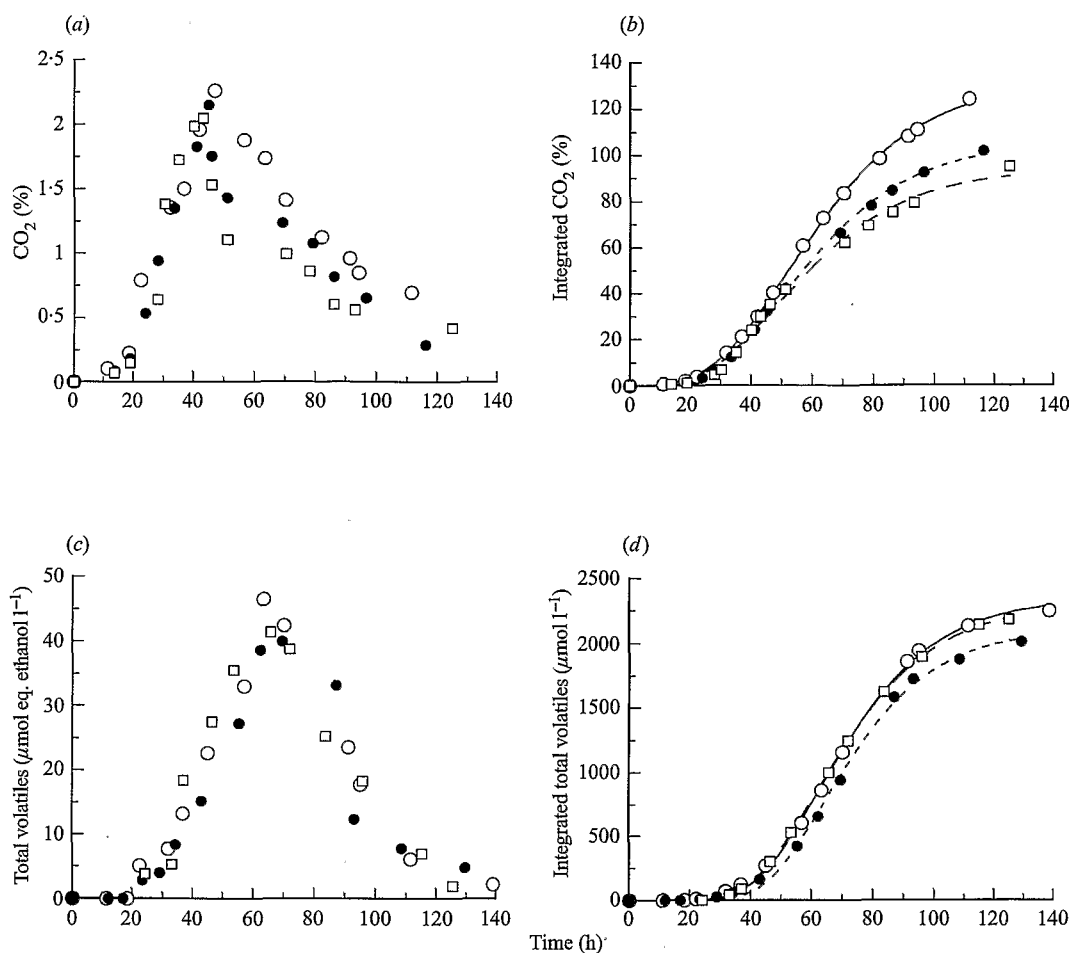 (a)
2·5
2
1·5
1
0·5
0
CO2 (%)
0 20 40 60 80 100 120 140
(b)
140
120
100
80
60
40
20
0
Integrated CO2 (%)
0 20 40 60 80 100 120 140
(c)
50
40
30
20
10
0
Total volatiles (μmol eq. ethanol l−1)
0 20 40 60 80 100 120 140
(d)
2500
2000
1500
1000
500
0
Integrated total volatiles (μmol l−1)
0 20 40 60 80 100 120 140
Time (h)